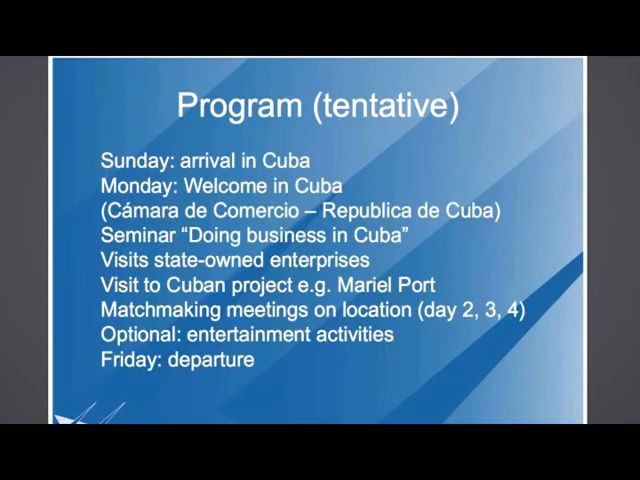 Program (tentative)
Sunday: arrival in Cuba
Monday: Welcome in Cuba
(Cámara de Comercio – Republica de Cuba)
Seminar “Doing business in Cuba”
Visits state-owned enterprises
Visit to Cuban project e.g. Mariel Port
Matchmaking meetings on location (day 2, 3, 4)
Optional: entertainment activities
Friday: departure